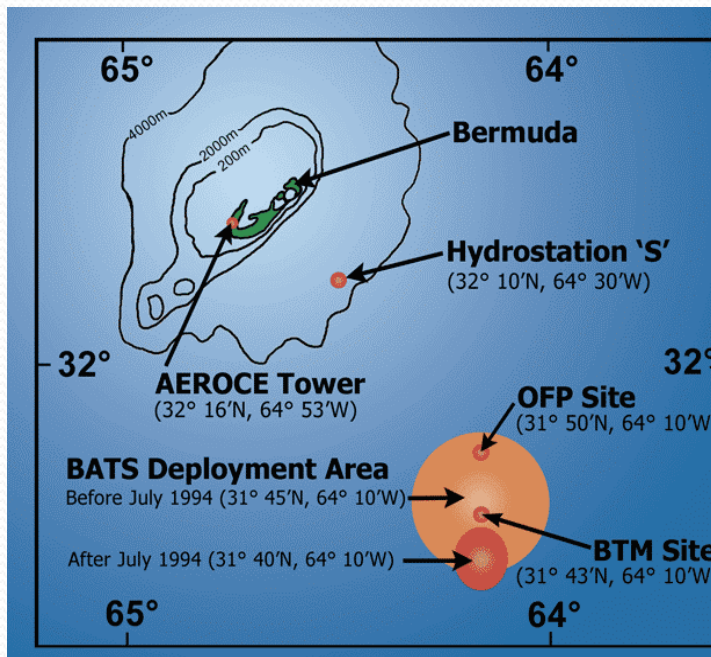 65° 64°
4000m
2000m
200m
Bermuda
Hydrostation ‘S’
(32° 10’N, 64° 30’W)
32° 32°
AEROCE Tower
(32° 16’N, 64° 53’W)
OFP Site
(31° 50’N, 64° 10’W)
BATS Deployment Area
Before July 1994 (31° 45’N, 64° 10’W)
After July 1994 (31° 40’N, 64° 10’W)
BTM Site
(31° 43’N, 64° 10’W)
65° 64°